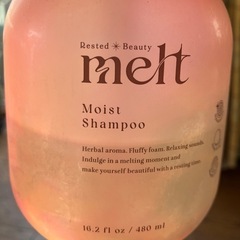 Rested ✳ Beauty
melt
Moist
Shampoo
Herbal aroma. Fluffy foam. Relaxing sounds.
Indulge in a melting moment and
make yourself beautiful with a resting time.
16.2 fl oz / 480 ml